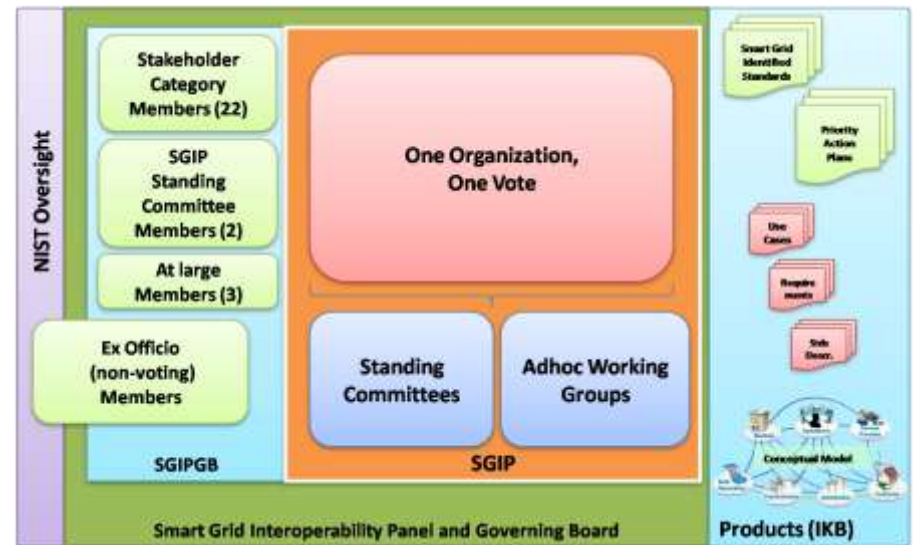 NIST Oversight
Stakeholder
Category
Members (22)
SGIP
Standing
Committee
Members (2)
At large
Members (3)
Ex Officio
(non-voting)
Members
SGIPGB
One Organization,
One Vote
Standing
Committees
Adhoc Working
Groups
SGIP
Smart Grid Interoperability Panel and Governing Board
Smart Grid
Identified
Standards
Priority
Action
Plans
Use
Cases
Require
ments
Stds
Descr.
Conceptual Model
Products (IKB)